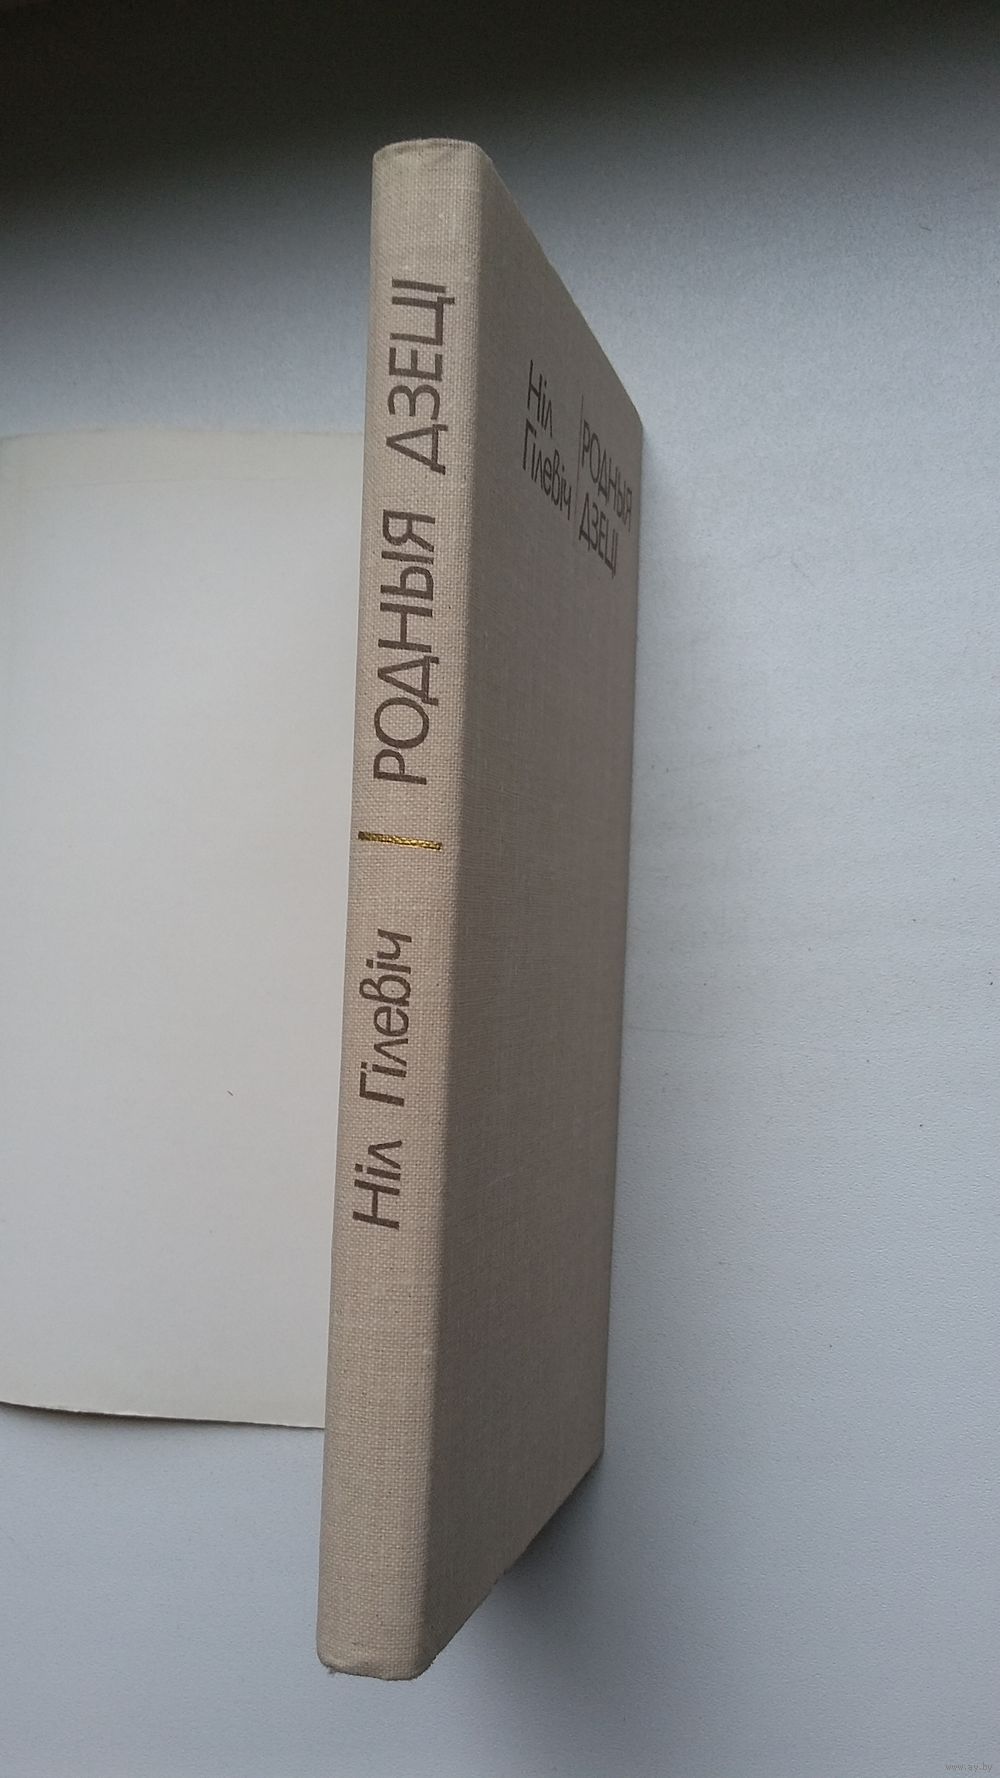 Ніл Гілевіч | РОДНЫЯ ДЗЕЦІ
Ніл
Гілевіч
РОДНЫЯ
ДЗЕЦІ
www.ay.by